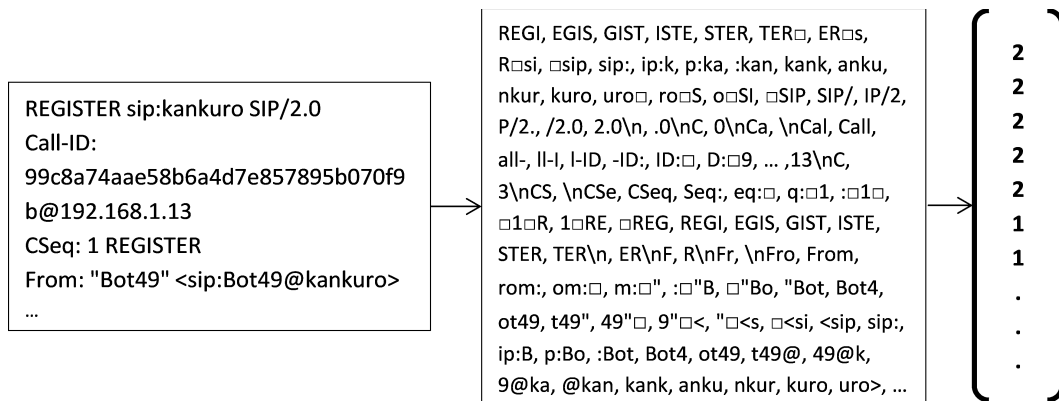 REGISTER sip:kankuro SIP/2.0
Call-ID:
99c8a74aae58b6a4d7e857895b070f9
b@192.168.1.13
CSeq: 1 REGISTER
From: "Bot49" <sip:Bot49@kankuro>
...
REGI, EGIS, GIST, ISTE, STER, TER□, ER□s,
R□si, □sip, sip:, ip:k, p:ka, :kan, kank, anku,
nkur, kuro, uro□, ro□S, o□SI, □SIP, SIP/, IP/2,
P/2., /2.0, 2.0\n, .0\nC, 0\nCa, \nCal, Call,
all-, ll-I, l-ID, -ID:, ID:□, D:□9, ... ,13\nC,
3\nCS, \nCSe, CSeq, Seq:, eq:□, q:□1, :□1□,
□1□R, 1□RE, □REG, REGI, EGIS, GIST, ISTE,
STER, TER\n, ER\nF, R\nFr, \nFro, From,
rom:, om:□, m:□", :□"B, □"Bo, "Bot, Bot4,
ot49, t49", 49"□, 9"□<, "□<s, □<si, <sip, sip:,
ip:B, p:Bo, :Bot, Bot4, ot49, t49@, 49@k,
9@ka, @kan, kank, anku, nkur, kuro, uro>, ...
2
2
2
2
2
1
1
.
.
.